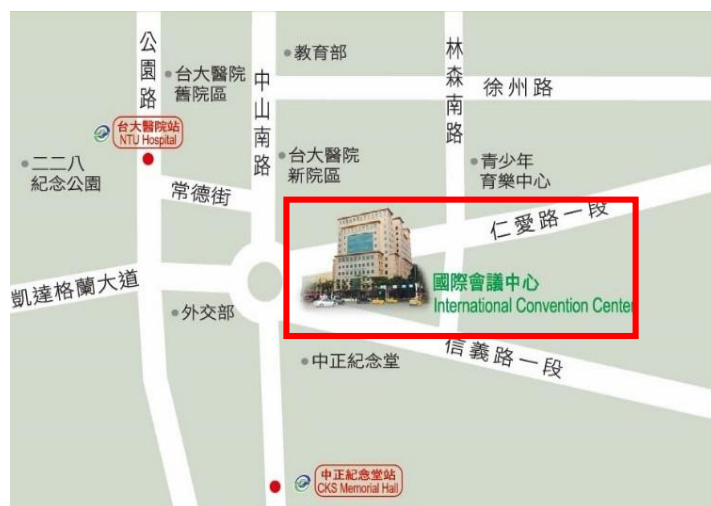 公園路
台大醫院
舊院區
中山南路
教育部
林森南路
徐州路
台大醫院站
NTU Hospital
二二八
紀念公園
常德街
台大醫院
新院區
青少年
育樂中心
仁愛路一段
凱達格蘭大道
外交部
國際會議中心
International Convention Center
中正紀念堂
信義路一段
中正紀念堂站
CKS Memorial Hall